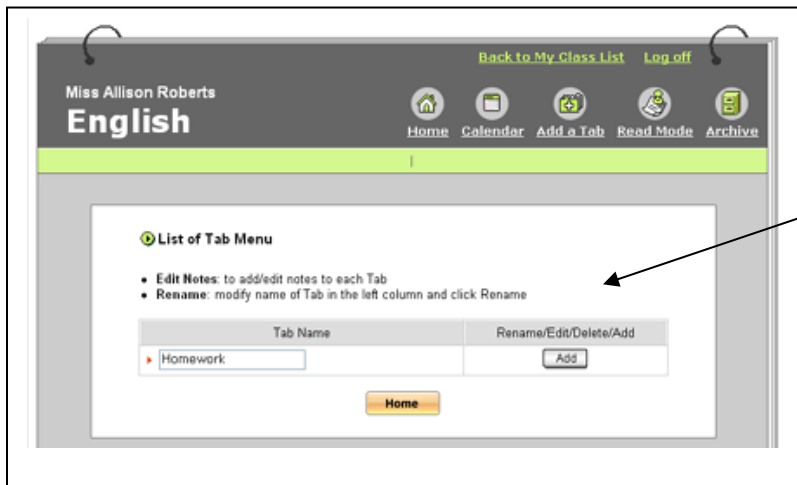 Back to My Class List Log off
Miss Allison Roberts
English
Home Calendar Add a Tab Read Mode Archive
List of Tab Menu
Edit Notes: to add/edit notes to each Tab
Rename: modify name of Tab in the left column and click Rename
Tab Name Rename/Edit/Delete/Add
Homework Add
Home